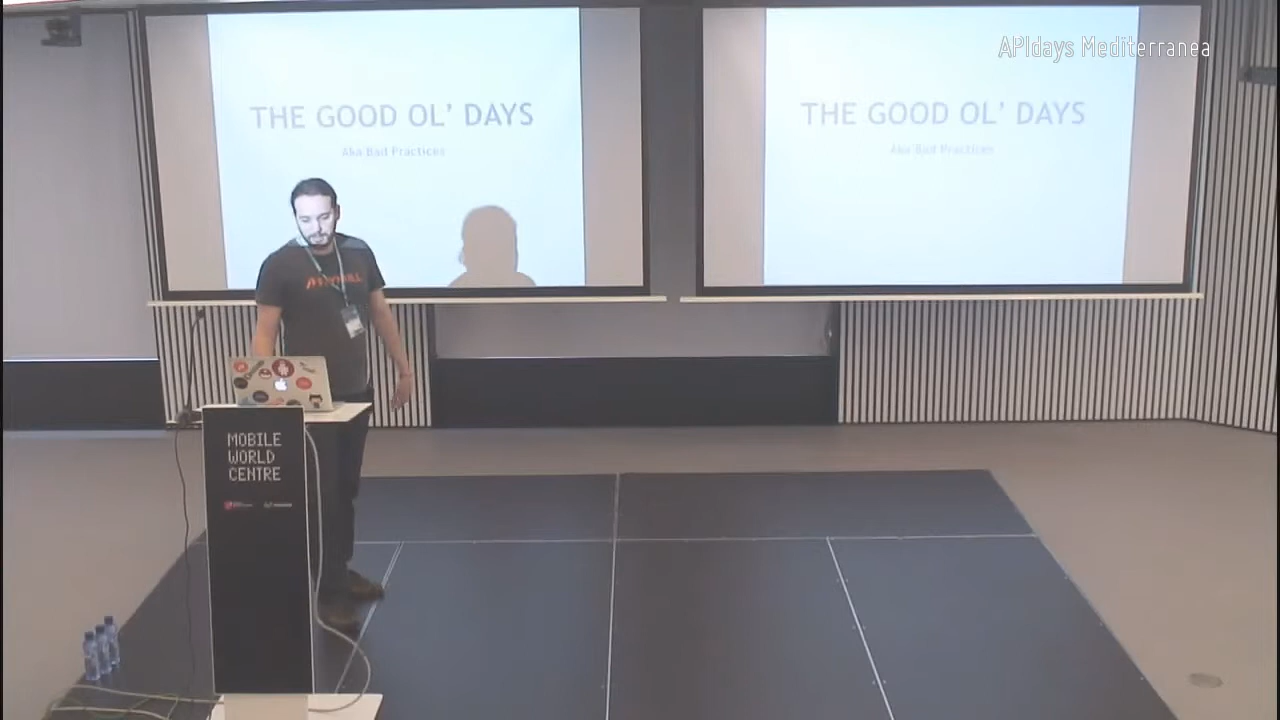 APIdays Mediterranea
THE GOOD OL' DAYS
Aka Bad Practices
THE GOOD OL' DAYS
Aka Bad Practices
MOBILE
WORLD
CENTRE